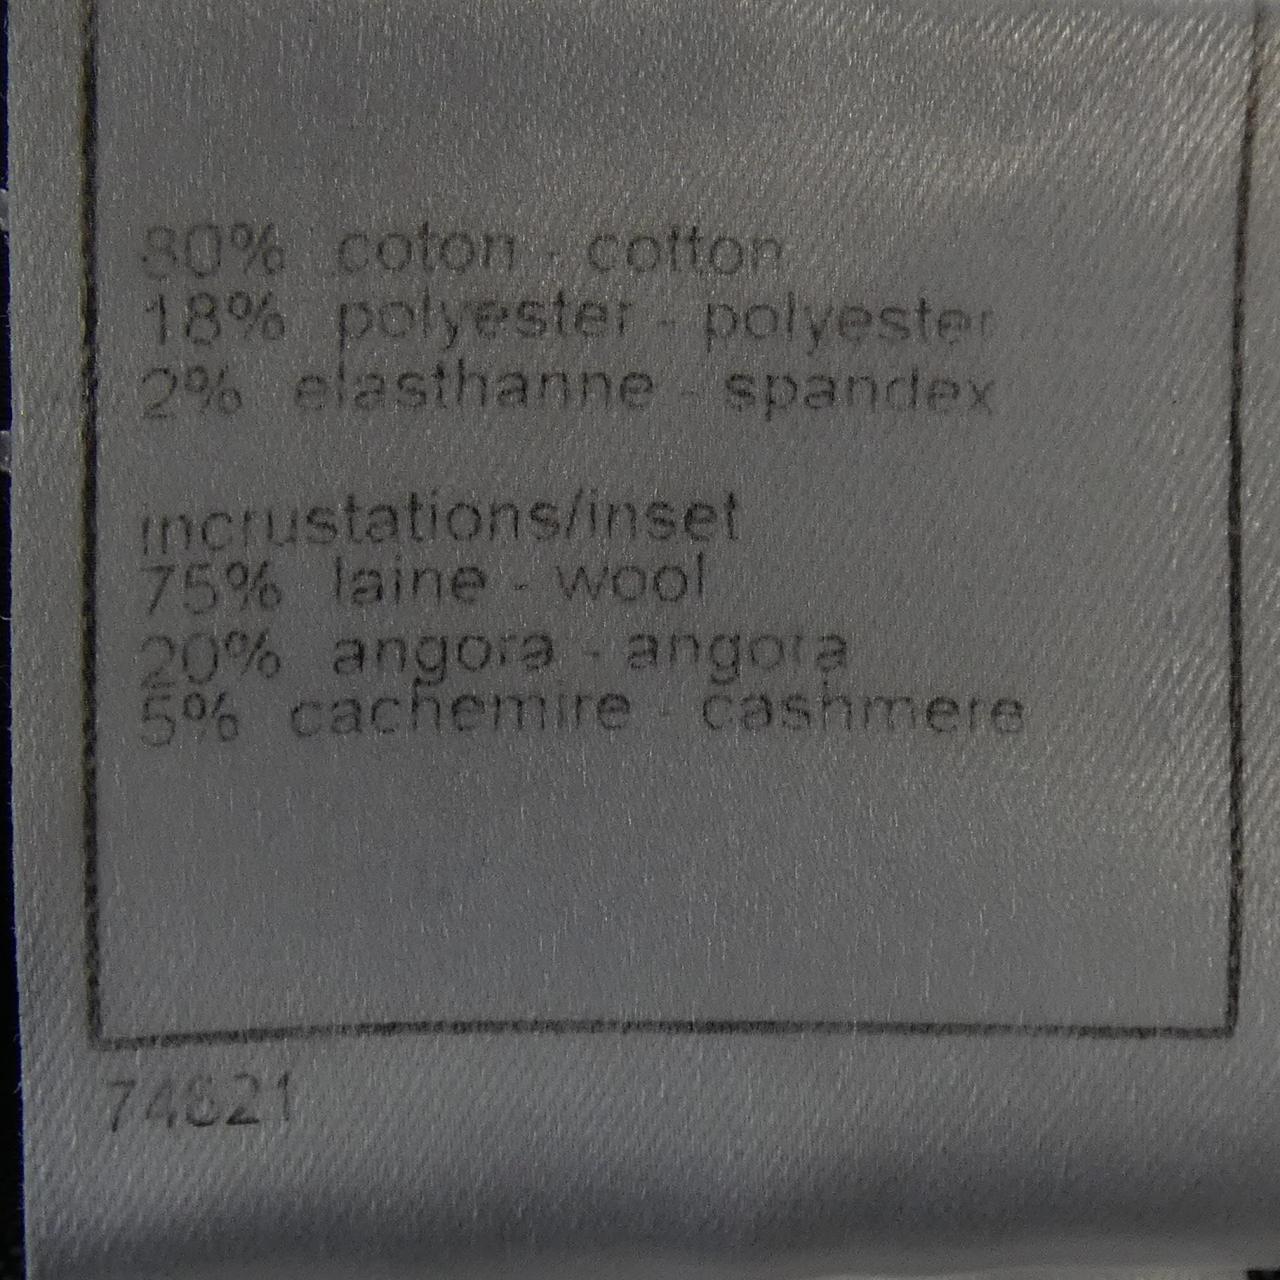 80% coton - cotton
18% polyester - polyester
2% elasthanne - spandex
incrustations/inset
75% laine - wool
20% angora - angora
5% cachemire - cashmere
74621